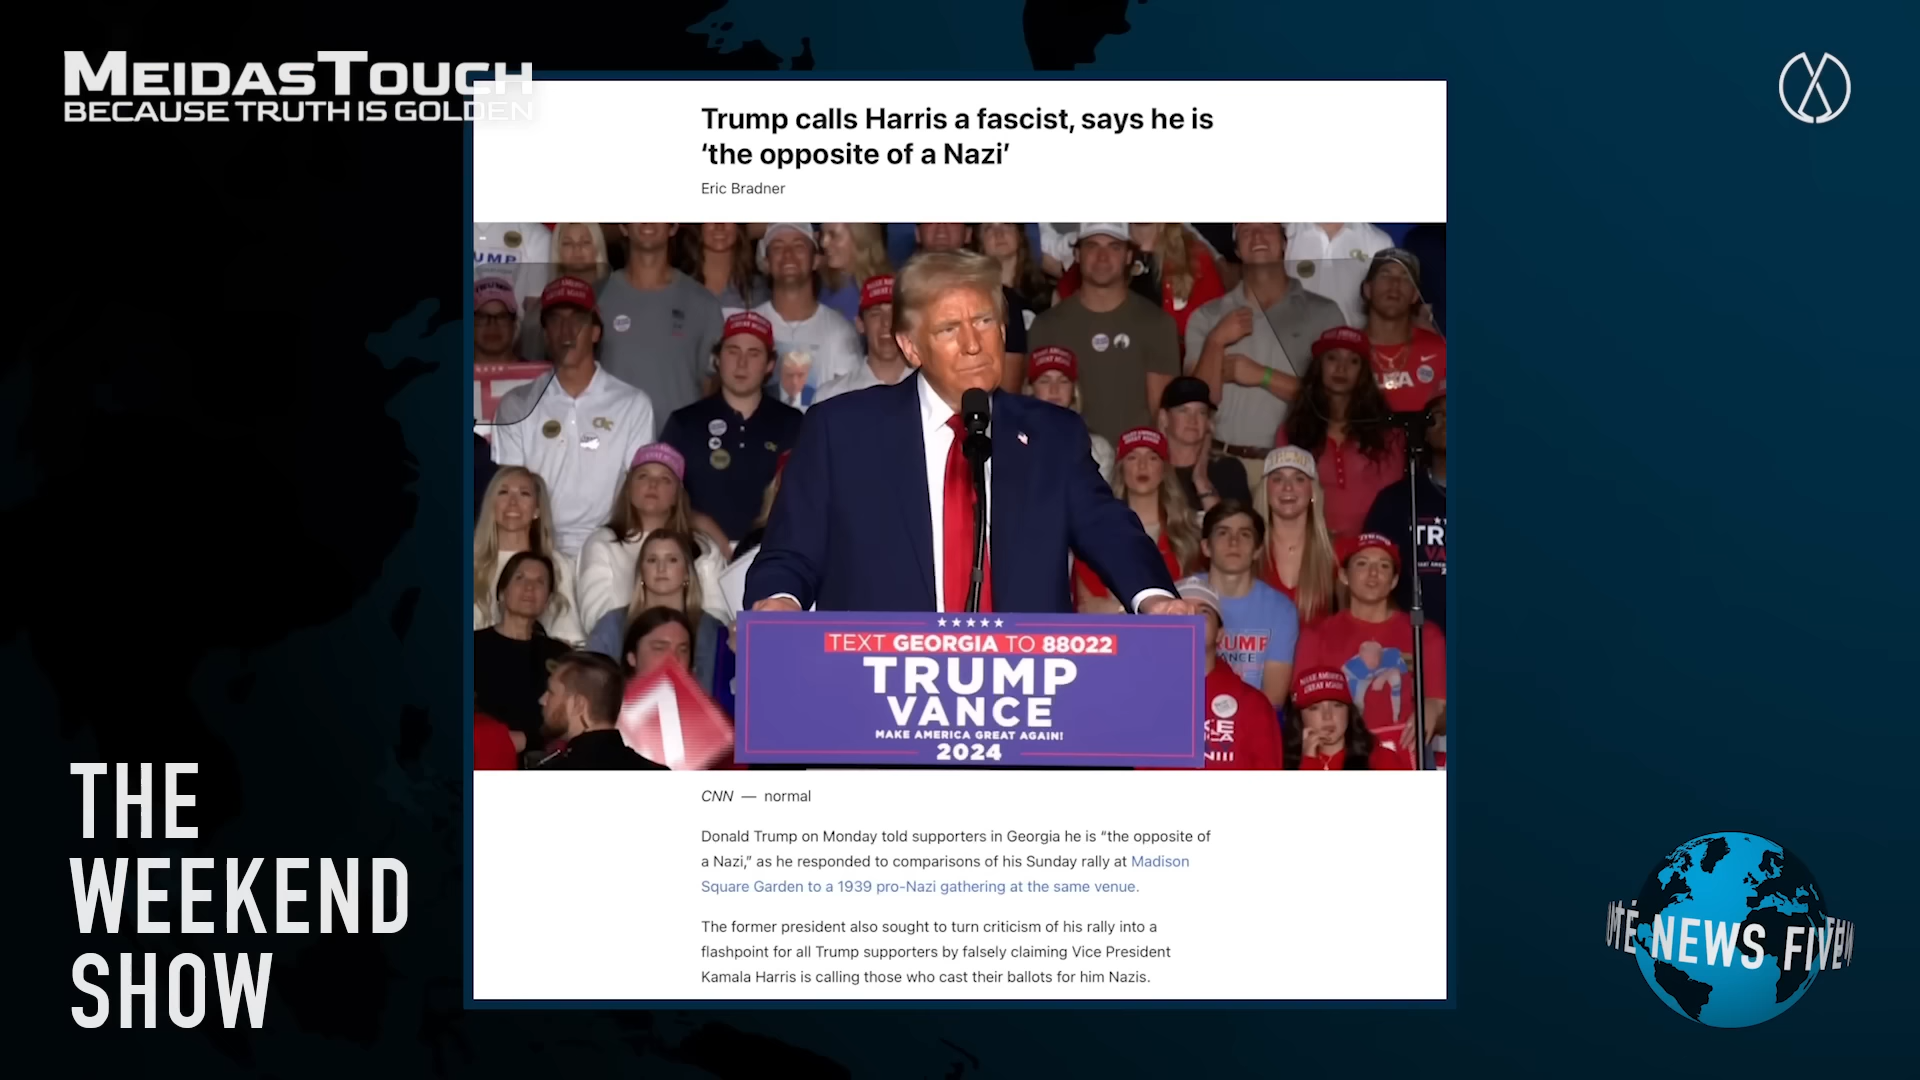 MEIDASTOUCH
BECAUSE TRUTH IS GOLDEN
Trump calls Harris a fascist, says he is
‘the opposite of a Nazi’
Eric Bradner
TEXT GEORGIA TO 88022
TRUMP
VANCE
MAKE AMERICA GREAT AGAIN!
2024
CNN — normal
Donald Trump on Monday told supporters in Georgia he is “the opposite of
a Nazi,” as he responded to comparisons of his Sunday rally at Madison
Square Garden to a 1939 pro-Nazi gathering at the same venue.
The former president also sought to turn criticism of his rally into a
flashpoint for all Trump supporters by falsely claiming Vice President
Kamala Harris is calling those who cast their ballots for him Nazis.
THE
WEEKEND
SHOW
NEWS